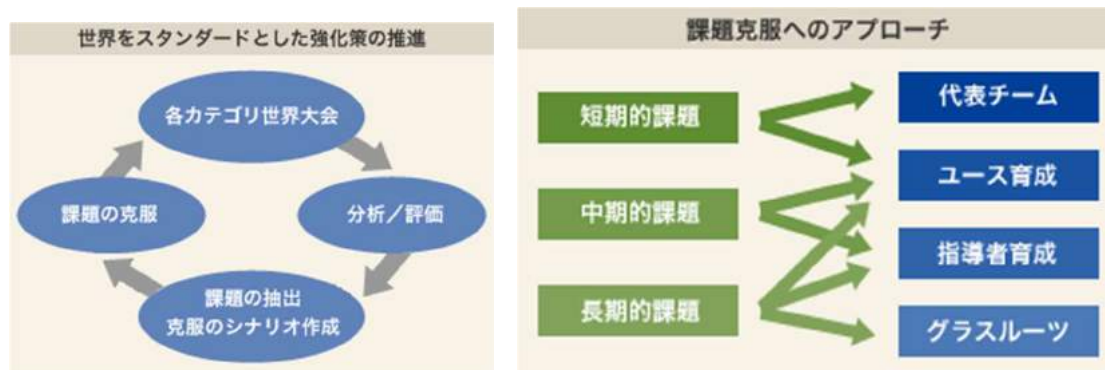 世界をスタンダードとした強化策の推進
各カテゴリ世界大会
分析／評価
課題の抽出
克服のシナリオ作成
課題の克服
課題克服へのアプローチ
短期的課題
中期的課題
長期的課題
代表チーム
ユース育成
指導者育成
グラスルーツ